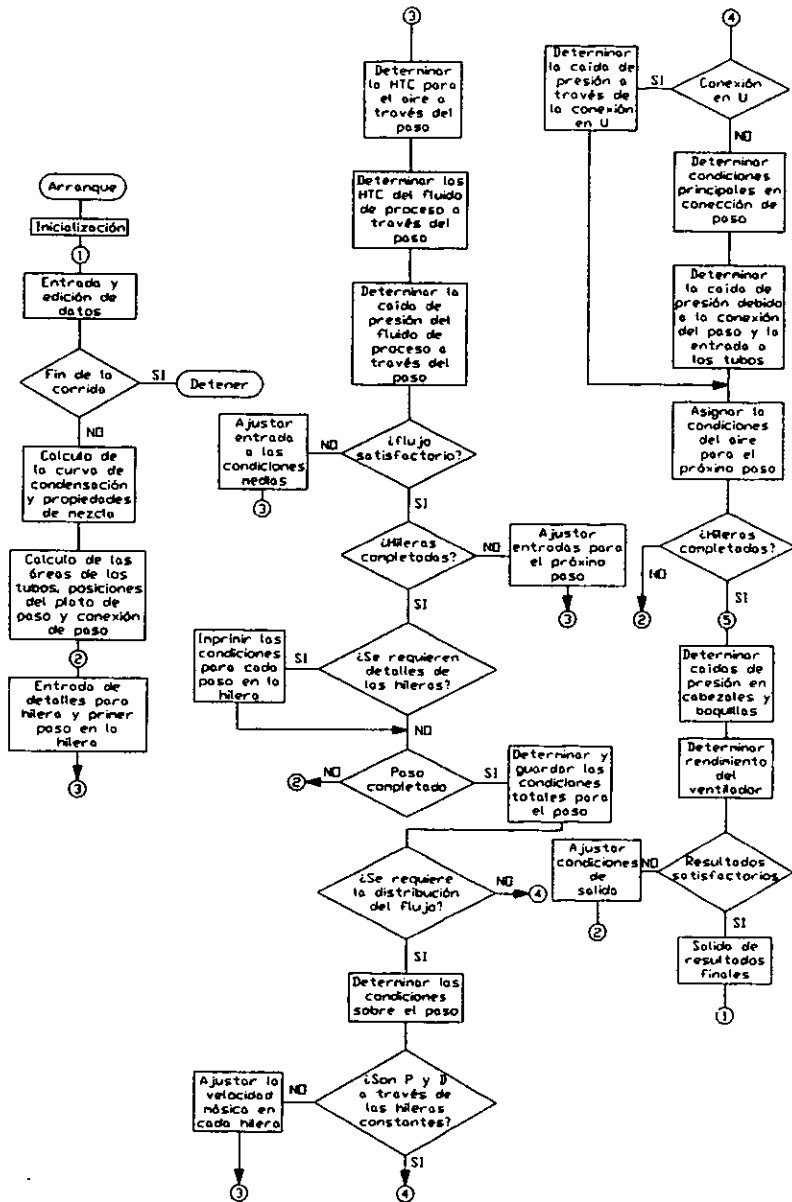 Arranque
Inicialización
1
Entrada y
edición de
datos
Fin de la
corrida
SI
Detener
NO
Calculo de
la curva de
condensación
y propiedades
de mezcla
Calculo de las
áreas de los
tubos, posiciones
del plato de
paso y conexión
de paso
2
Entrada de
detalles para
hilera y primer
paso en la
hilera
3
3
Determinar
la HTC para
el aire a
través del
paso
Determinar las
HTC del fluido
de proceso a
través del
paso
Determinar la
caída de
presión del
fluido de
proceso a
través del
paso
¿flujo
satisfactorio?
NO
Ajustar
entrada a
las
condiciones
medias
3
SI
¿Hileras
completadas?
NO
Ajustar
entradas para
el próximo
paso
3
SI
¿Se requieren
detalles de
las hileras?
SI
Imprimir las
condiciones
para cada
paso en la
hilera
NO
Paso
completado
NO
2
SI
Determinar y
guardar las
condiciones
totales para
el paso
¿Se requiere
la distribución
del flujo?
NO
4
SI
Determinar las
condiciones
sobre el paso
¿Son P y D
a través de
las hileras
constantes?
NO
Ajustar la
velocidad
másica en
cada hilera
3
SI
4
4
Conexión
en U
SI
Determinar
la caída de
presión a
través de
la conexión
en U
NO
Determinar
condiciones
principales en
conección de
paso
Determinar
la caída de
presión debido
a la conexión
del paso y la
entrada a
los tubos
Asignar la
condiciones
del aire
para el
próximo paso
¿Hileras
completadas?
NO
2
SI
5
Determinar
caídas de
presión en
cabezales y
boquillas
Determinar
rendimiento
del
ventilador
Resultados
satisfactorios
NO
Ajustar
condiciones
de
salida
2
SI
Salida de
resultados
finales
1